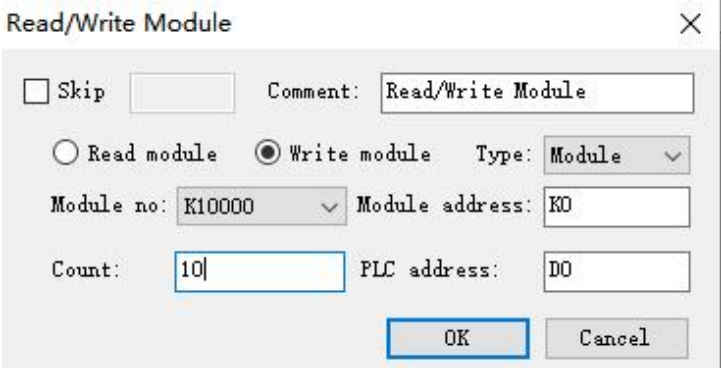 Read/Write Module
Skip Comment: Read/Write Module
Read module Write module Type: Module
Module no: K10000 Module address: K0
Count: 10 PLC address: D0
OK Cancel